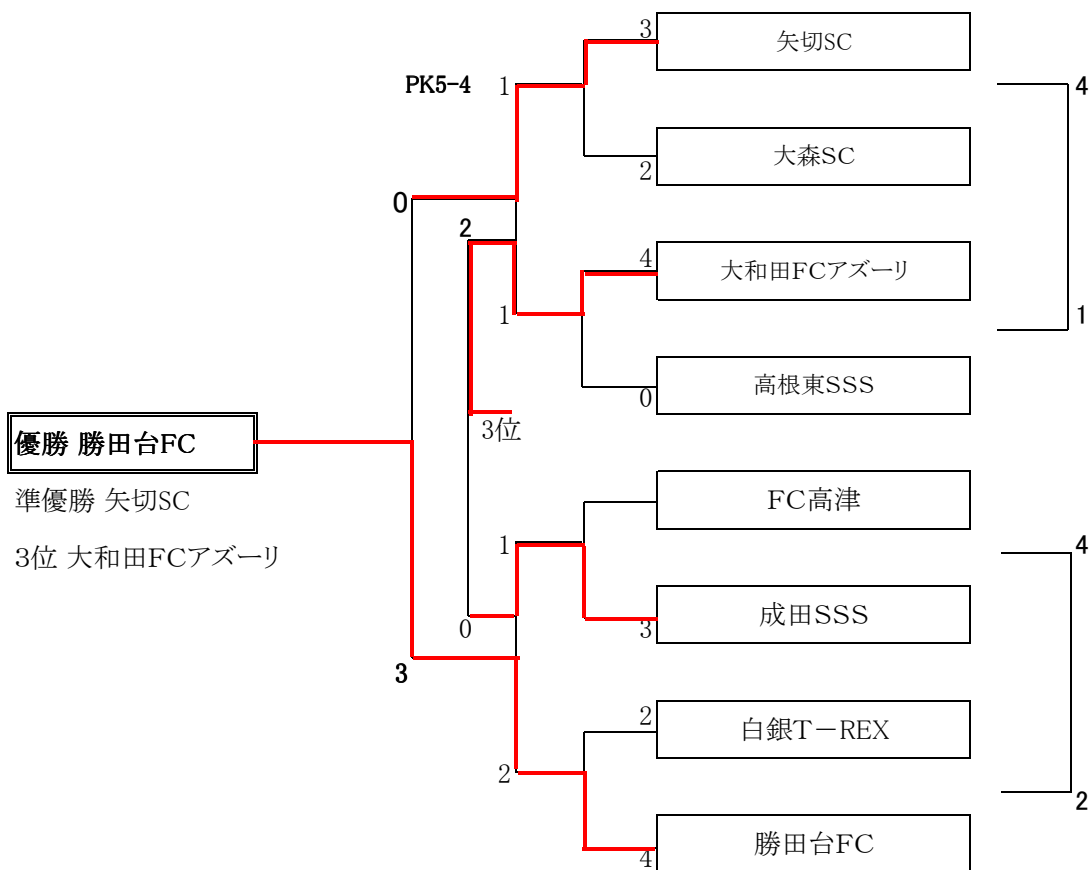 3
矢切SC
PK5-4
1
4
大森SC
2
0
2
4
大和田FCアズーリ
1
1
高根東SSS
0
3位
優勝 勝田台FC
準優勝 矢切SC
3位 大和田FCアズーリ
FC高津
1
4
成田SSS
0
3
3
2
白銀T－REX
2
2
勝田台FC
4